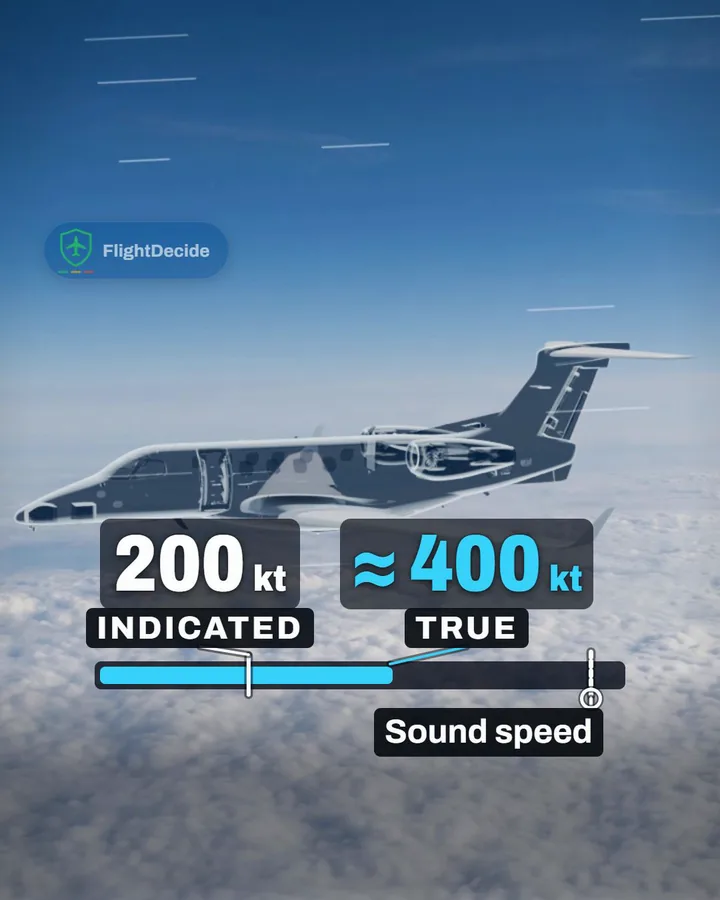 FlightDecide
200 kt
≈ 400 kt
INDICATED
TRUE
Sound speed